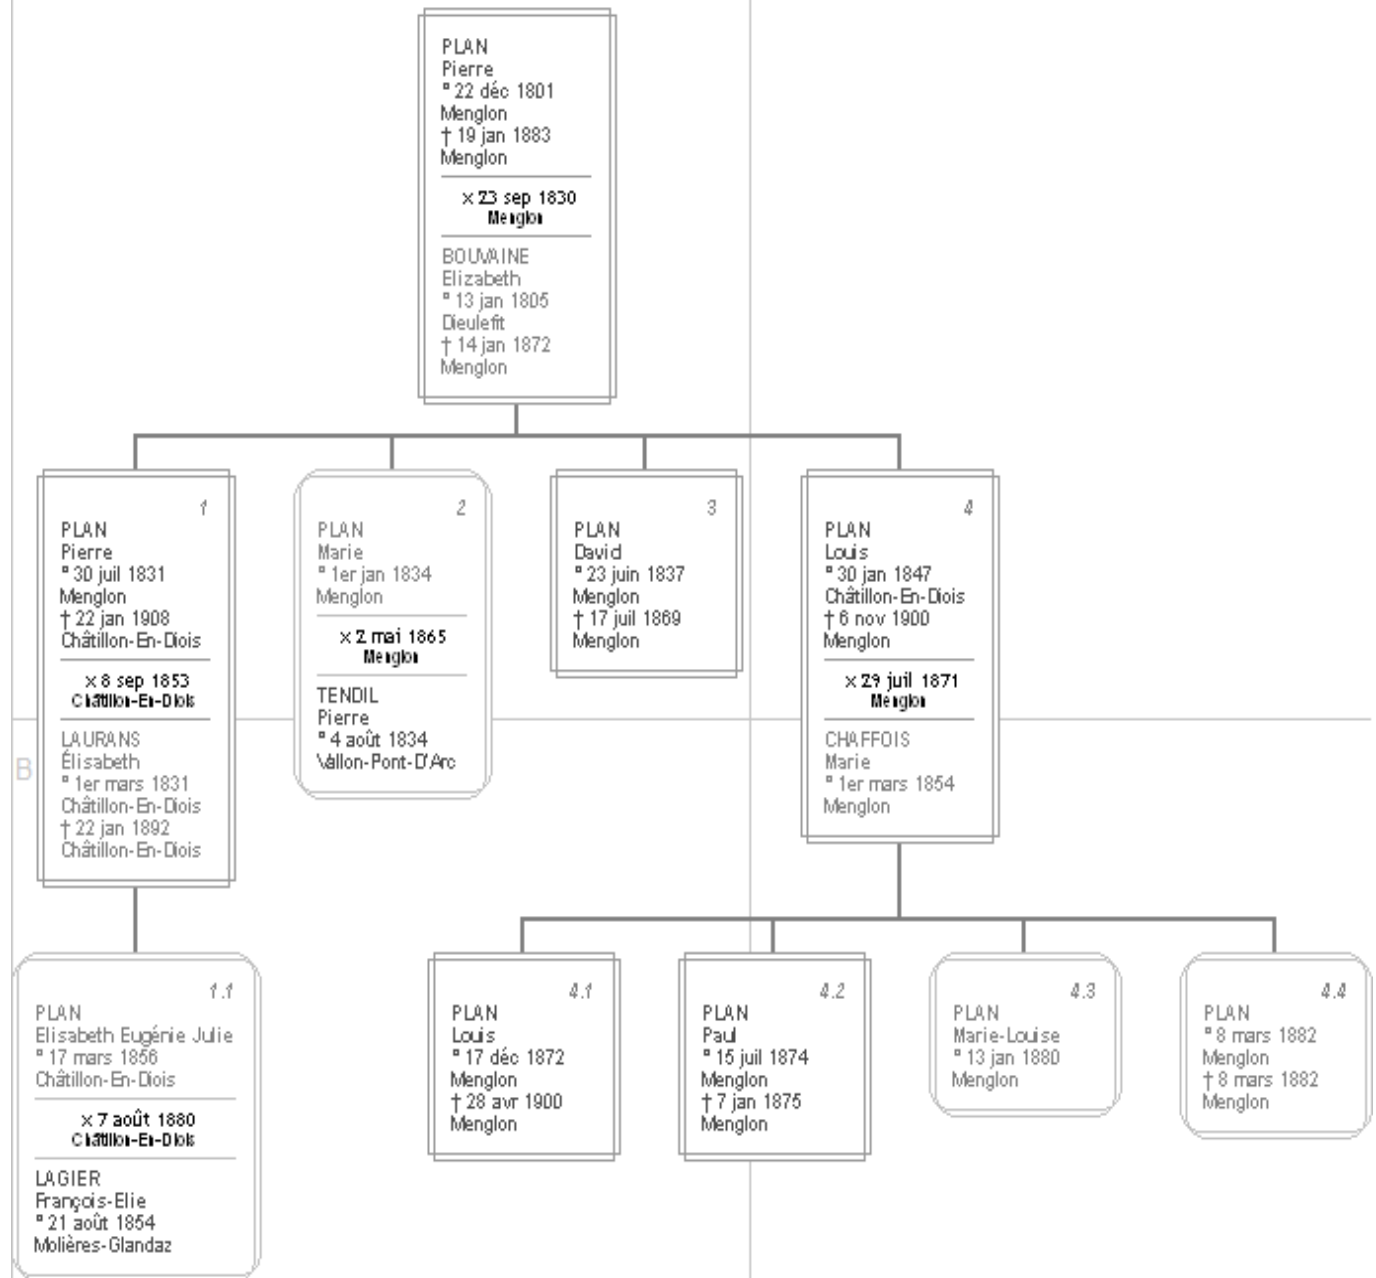 PLAN
Pierre
° 22 déc 1801
Menglon
† 19 jan 1883
Menglon
x 23 sep 1830
Menglon
BOUVAINE
Elizabeth
° 13 jan 1805
Dieulefit
† 14 jan 1872
Menglon
1
PLAN
Pierre
° 30 juil 1831
Menglon
† 22 jan 1908
Châtillon-En-Diois
x 8 sep 1853
Châtillon-En-Diois
LAURANS
Élisabeth
° 1er mars 1831
Châtillon-En-Diois
† 22 jan 1892
Châtillon-En-Diois
2
PLAN
Marie
° 1er jan 1834
Menglon
x 2 mai 1865
Menglon
TENDIL
Pierre
° 4 août 1834
Vallon-Pont-D'Arc
3
PLAN
David
° 23 juin 1837
Menglon
† 17 juil 1869
Menglon
4
PLAN
Louis
° 30 jan 1847
Châtillon-En-Diois
† 6 nov 1900
Menglon
x 29 juil 1871
Menglon
CHAFFOIS
Marie
° 1er mars 1854
Menglon
B
1.1
PLAN
Elisabeth Eugénie Julie
° 17 mars 1856
Châtillon-En-Diois
x 7 août 1880
Châtillon-En-Diois
LAGIER
François-Elie
° 21 août 1854
Molières-Glandaz
4.1
PLAN
Louis
° 17 déc 1872
Menglon
† 28 avr 1900
Menglon
4.2
PLAN
Paul
° 15 juil 1874
Menglon
† 7 jan 1875
Menglon
4.3
PLAN
Marie-Louise
° 13 jan 1880
Menglon
4.4
PLAN
° 8 mars 1882
Menglon
† 8 mars 1882
Menglon